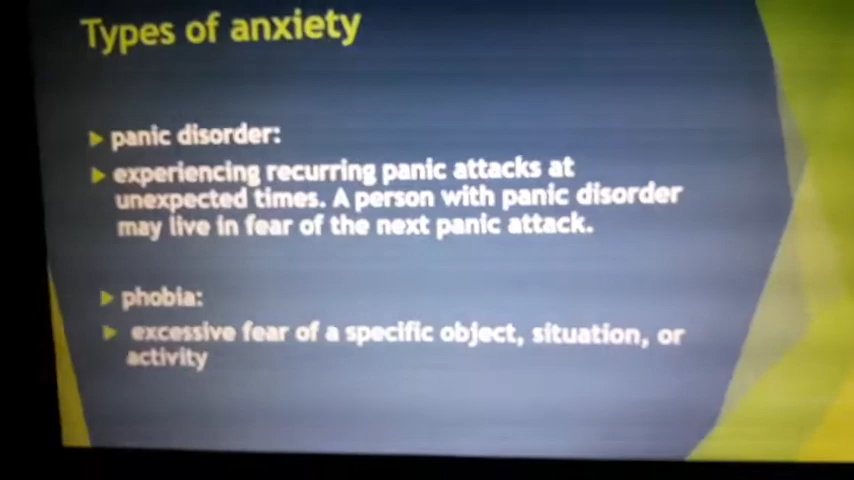 Types of anxiety
panic disorder:
experiencing recurring panic attacks at
unexpected times. A person with panic disorder
may live in fear of the next panic attack.
phobia:
excessive fear of a specific object, situation, or
activity